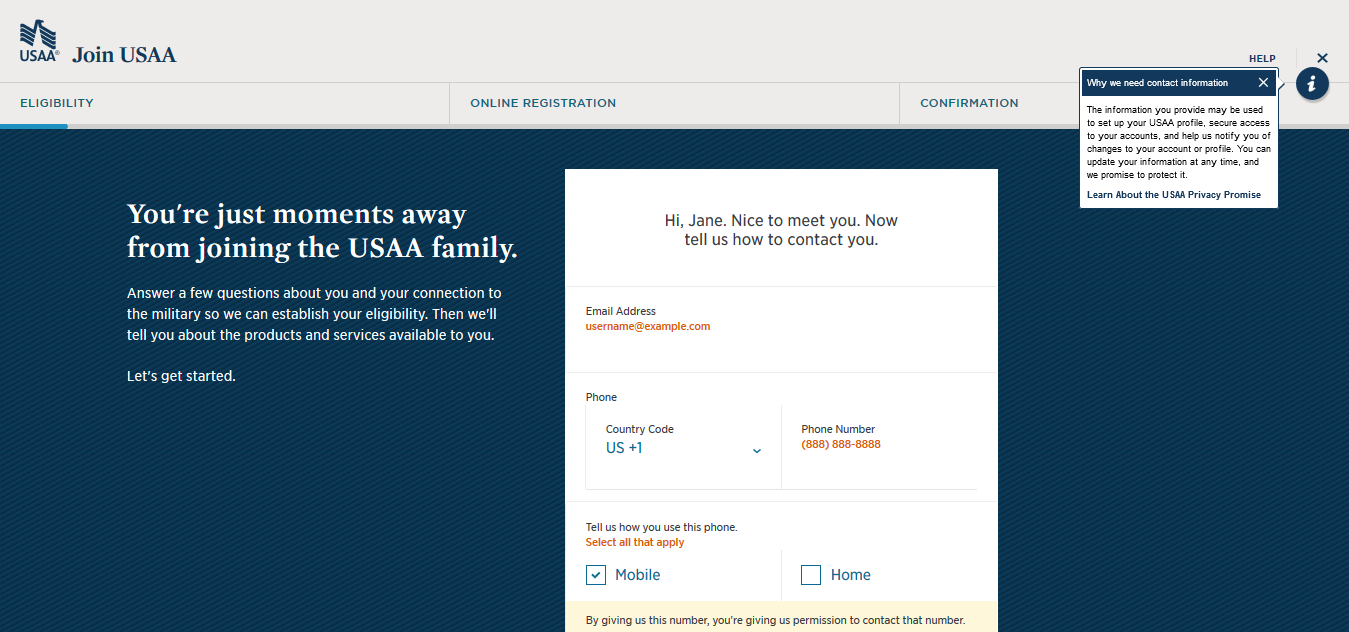 USAA®
Join USAA
HELP
ELIGIBILITY
ONLINE REGISTRATION
CONFIRMATION
Why we need contact information
The information you provide may be used
to set up your USAA profile, secure access
to your accounts, and help us notify you of
changes to your account or profile. You can
update your information at any time, and
we promise to protect it.
Learn About the USAA Privacy Promise
You're just moments away
from joining the USAA family.
Answer a few questions about you and your connection to
the military so we can establish your eligibility. Then we'll
tell you about the products and services available to you.
Let's get started.
Hi, Jane. Nice to meet you. Now
tell us how to contact you.
Email Address
username@example.com
Phone
Country Code
US +1
Phone Number
(888) 888-8888
Tell us how you use this phone.
Select all that apply
Mobile
Home
By giving us this number, you're giving us permission to contact that number.